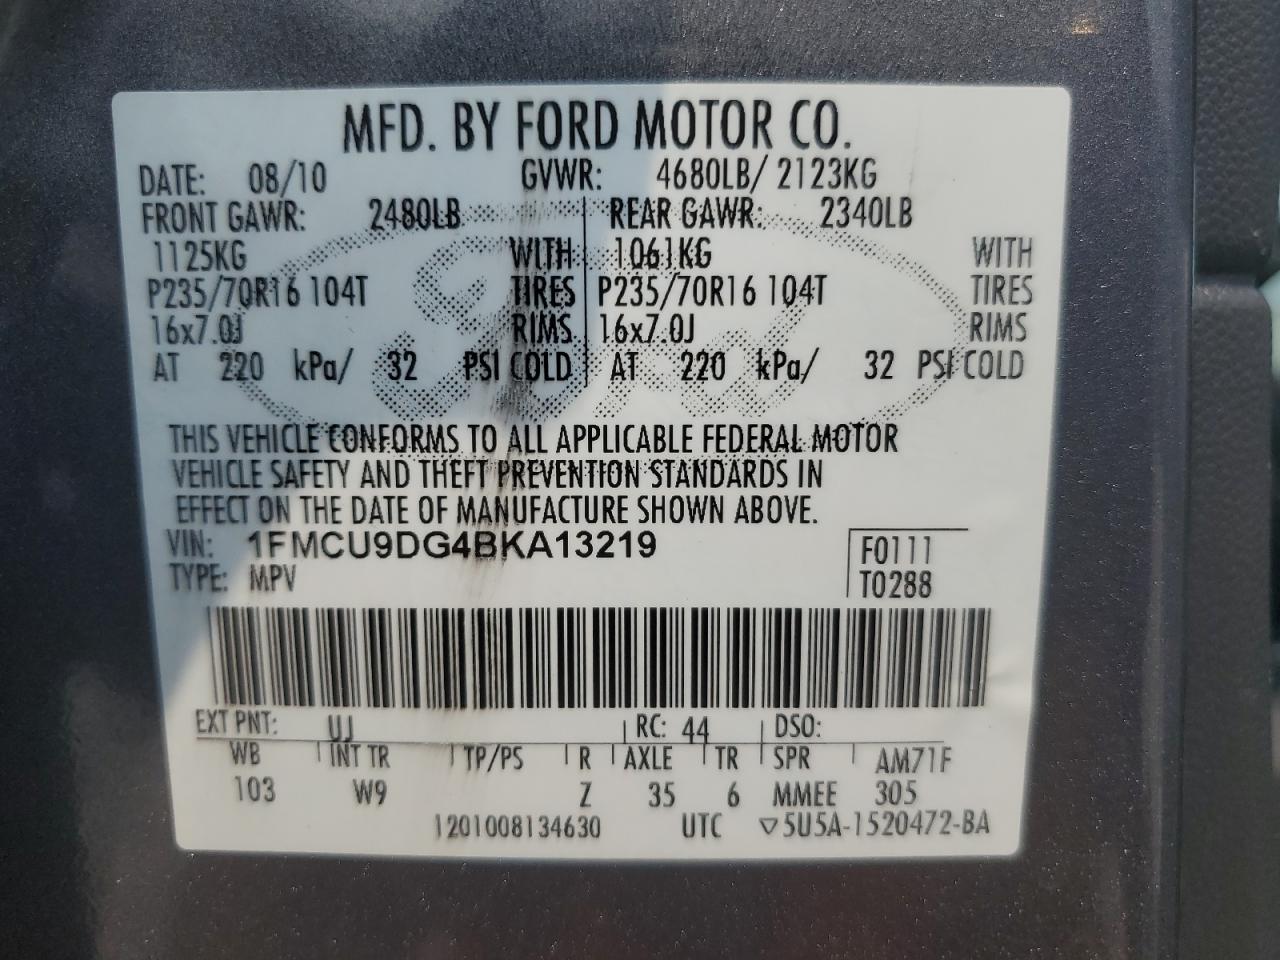 MFD. BY FORD MOTOR CO.
DATE: 08/10 GVWR: 4680LB/ 2123KG
FRONT GAWR: 2480LB REAR GAWR: 2340LB
1125KG WITH 1061KG WITH
P235/70R16 104T TIRES P235/70R16 104T TIRES
16x7.0J RIMS 16x7.0J RIMS
AT 220 kPa/ 32 PSI COLD AT 220 kPa/ 32 PSI COLD
Ford
THIS VEHICLE CONFORMS TO ALL APPLICABLE FEDERAL MOTOR
VEHICLE SAFETY AND THEFT PREVENTION STANDARDS IN
EFFECT ON THE DATE OF MANUFACTURE SHOWN ABOVE.
VIN: 1FMCU9DG4BKA13219 F0111
TYPE: MPV T0288
EXT PNT: UJ RC: 44 DSO:
WB INT TR TP/PS R AXLE TR SPR AM71F
103 W9 Z 35 6 MMEE 305
1201008134630 UTC ▽5U5A-1520472-BA